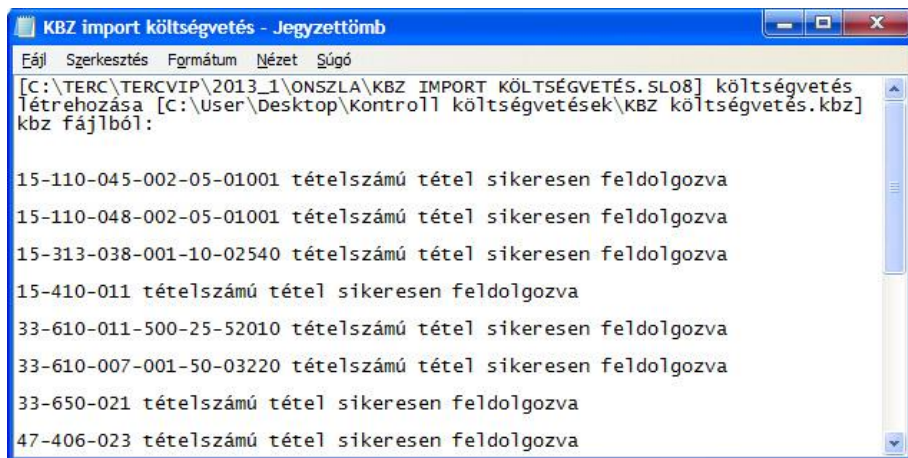 KBZ import költségvetés - Jegyzettömb
Fájl Szerkesztés Formátum Nézet Súgó
[C:\TERC\TERCVIP\2013_1\ONSZLA\KBZ IMPORT KÖLTSÉGVETÉS.SLO8] költségvetés
létrehozása [C:\User\Desktop\Kontroll költségvetések\KBZ költségvetés.kbz]
kbz fájlból:
15-110-045-002-05-01001 tételszámú tétel sikeresen feldolgozva
15-110-048-002-05-01001 tételszámú tétel sikeresen feldolgozva
15-313-038-001-10-02540 tételszámú tétel sikeresen feldolgozva
15-410-011 tételszámú tétel sikeresen feldolgozva
33-610-011-500-25-52010 tételszámú tétel sikeresen feldolgozva
33-610-007-001-50-03220 tételszámú tétel sikeresen feldolgozva
33-650-021 tételszámú tétel sikeresen feldolgozva
47-406-023 tételszámú tétel sikeresen feldolgozva